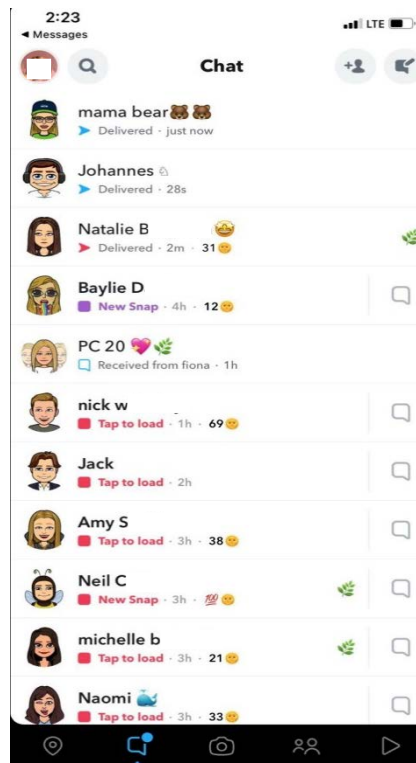 2:23
LTE
◀ Messages
Chat
mama bear🐻🐻
Delivered · just now
Johannes ♘
Delivered · 28s
Natalie B 🤩
Delivered · 2m · 31😊
Baylie D
New Snap · 4h · 12😊
PC 20 💖🌿
Received from fiona · 1h
nick w
Tap to load · 1h · 69😊
Jack
Tap to load · 2h
Amy S
Tap to load · 3h · 38😊
Neil C 🌿
New Snap · 3h · 💯😊
michelle b 🌿
Tap to load · 3h · 21😊
Naomi 🐳
Tap to load · 3h · 33😊